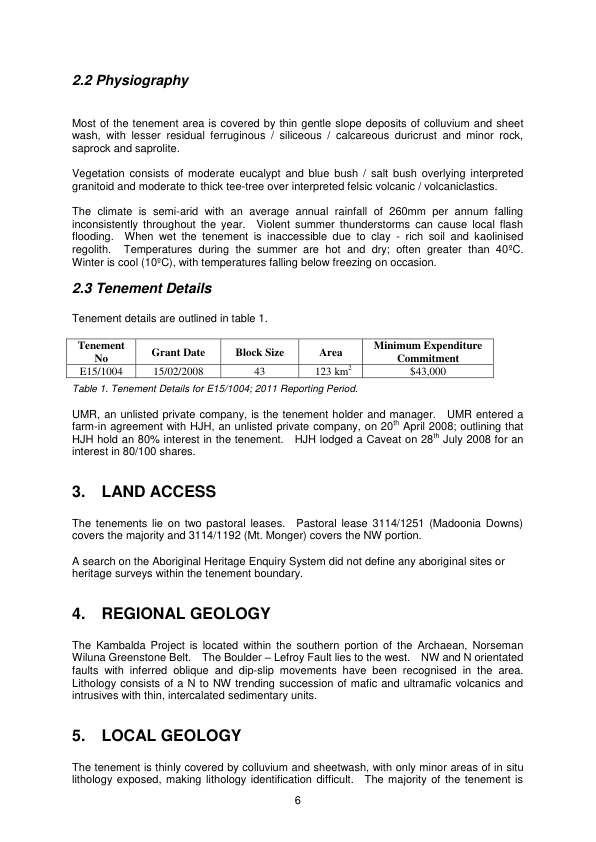 2.2 Physiography
Most of the tenement area is covered by thin gentle slope deposits of colluvium and sheet
wash, with lesser residual ferruginous / siliceous / calcareous duricrust and minor rock,
saprock and saprolite.
Vegetation consists of moderate eucalypt and blue bush / salt bush overlying interpreted
granitoid and moderate to thick tee-tree over interpreted felsic volcanic / volcaniclastics.
The climate is semi-arid with an average annual rainfall of 260mm per annum falling
inconsistently throughout the year. Violent summer thunderstorms can cause local flash
flooding. When wet the tenement is inaccessible due to clay - rich soil and kaolinised
regolith. Temperatures during the summer are hot and dry; often greater than 40ºC.
Winter is cool (10ºC), with temperatures falling below freezing on occasion.
2.3 Tenement Details
Tenement details are outlined in table 1.
Tenement No Grant Date Block Size Area Minimum Expenditure Commitment
E15/1004 15/02/2008 43 123 km² $43,000
Table 1. Tenement Details for E15/1004; 2011 Reporting Period.
UMR, an unlisted private company, is the tenement holder and manager. UMR entered a
farm-in agreement with HJH, an unlisted private company, on 20th April 2008; outlining that
HJH hold an 80% interest in the tenement. HJH lodged a Caveat on 28th July 2008 for an
interest in 80/100 shares.
3. LAND ACCESS
The tenements lie on two pastoral leases. Pastoral lease 3114/1251 (Madoonia Downs)
covers the majority and 3114/1192 (Mt. Monger) covers the NW portion.
A search on the Aboriginal Heritage Enquiry System did not define any aboriginal sites or
heritage surveys within the tenement boundary.
4. REGIONAL GEOLOGY
The Kambalda Project is located within the southern portion of the Archaean, Norseman
Wiluna Greenstone Belt. The Boulder – Lefroy Fault lies to the west. NW and N orientated
faults with inferred oblique and dip-slip movements have been recognised in the area.
Lithology consists of a N to NW trending succession of mafic and ultramafic volcanics and
intrusives with thin, intercalated sedimentary units.
5. LOCAL GEOLOGY
The tenement is thinly covered by colluvium and sheetwash, with only minor areas of in situ
lithology exposed, making lithology identification difficult. The majority of the tenement is
6